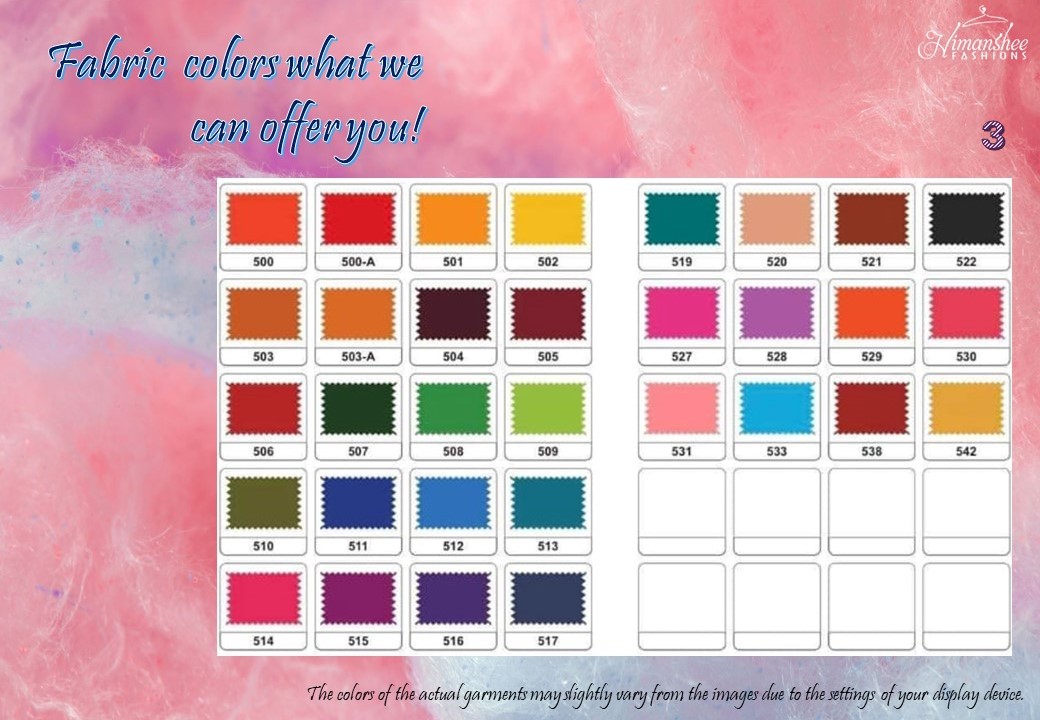 Himanshee
FASHIONS
Fabric colors what we
can offer you!
3
500 500-A 501 502
519 520 521 522
503 503-A 504 505
527 528 529 530
506 507 508 509
531 533 538 542
510 511 512 513
514 515 516 517
The colors of the actual garments may slightly vary from the images due to the settings of your display device.